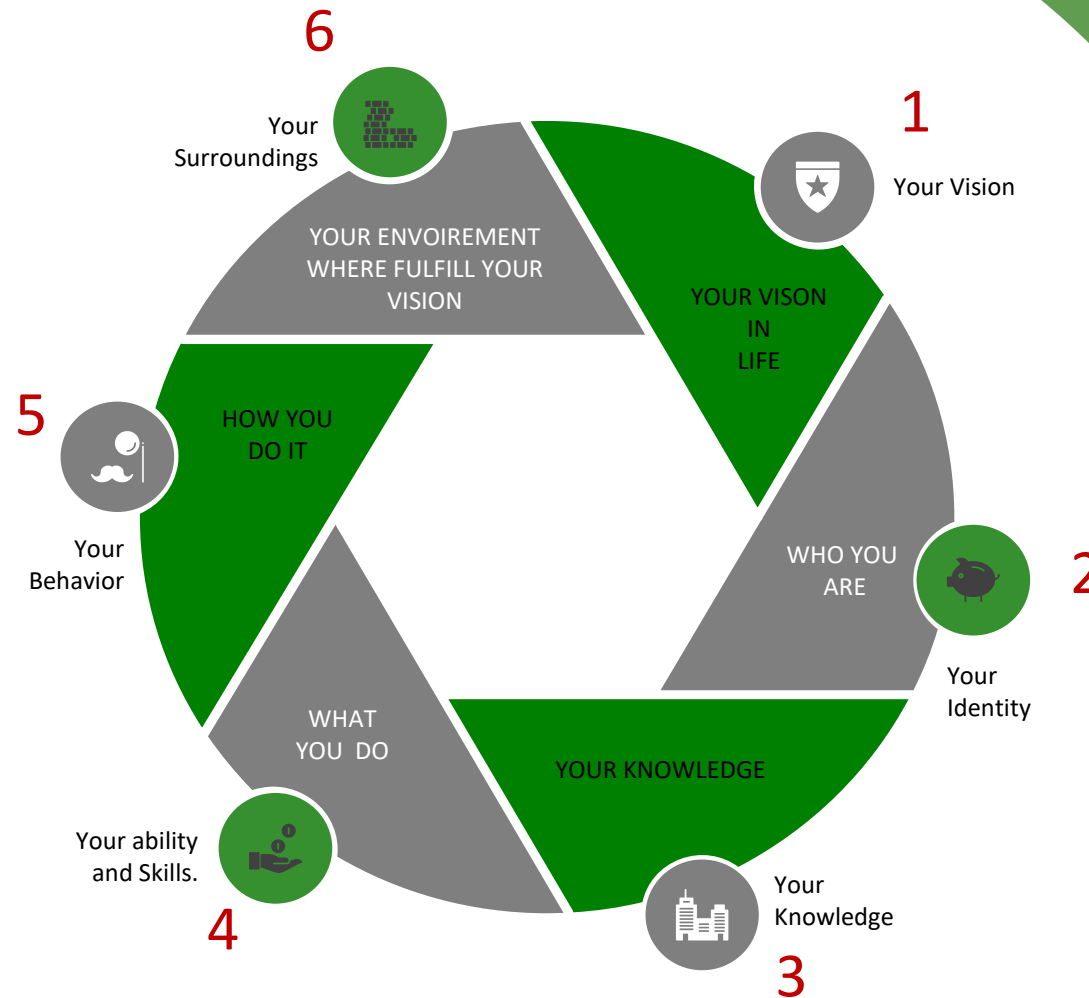 6
Your
Surroundings
YOUR ENVOIREMENT
WHERE FULFILL YOUR
VISION
1
Your Vision
YOUR VISON
IN
LIFE
2
WHO YOU
ARE
Your
Identity
YOUR KNOWLEDGE
Your
Knowledge
3
WHAT
YOU DO
Your ability
and Skills.
4
5
HOW YOU
DO IT
Your
Behavior